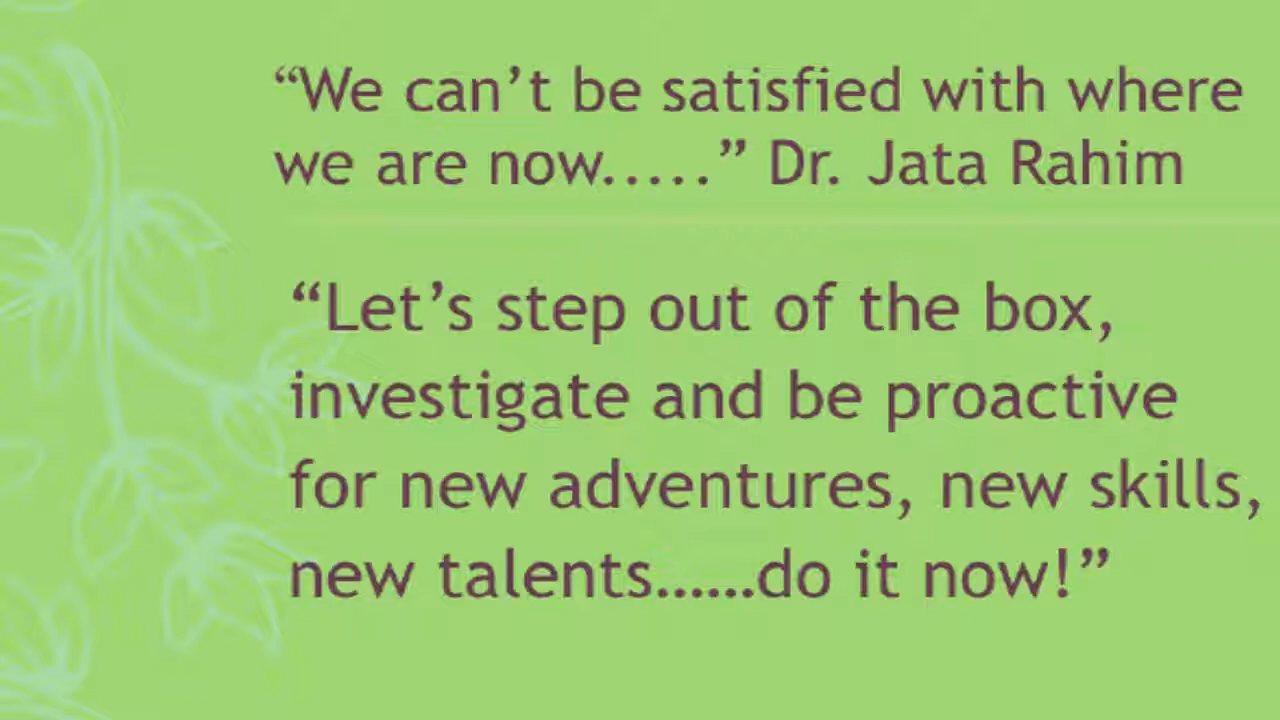 “We can’t be satisfied with where
we are now.....” Dr. Jata Rahim
“Let’s step out of the box,
investigate and be proactive
for new adventures, new skills,
new talents……do it now!”